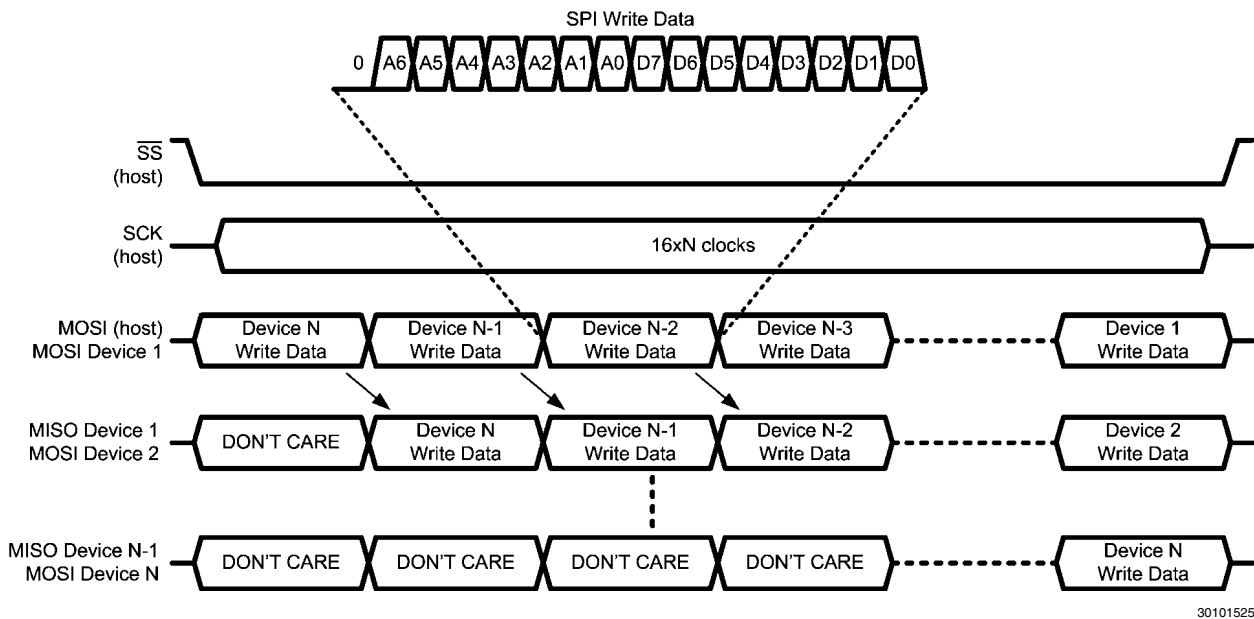 SPI Write Data
0 A6 A5 A4 A3 A2 A1 A0 D7 D6 D5 D4 D3 D2 D1 D0
SS
(host)
SCK
(host)
16xN clocks
MOSI (host)
MOSI Device 1
Device N
Write Data
Device N-1
Write Data
Device N-2
Write Data
Device N-3
Write Data
Device 1
Write Data
MISO Device 1
MOSI Device 2
DON'T CARE
Device N
Write Data
Device N-1
Write Data
Device N-2
Write Data
Device 2
Write Data
MISO Device N-1
MOSI Device N
DON'T CARE
DON'T CARE
DON'T CARE
DON'T CARE
Device N
Write Data
30101525